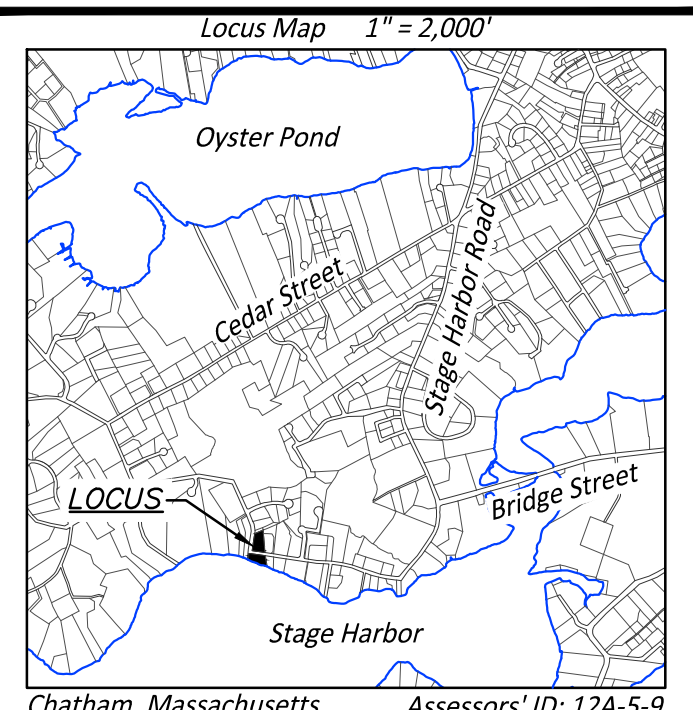 Locus Map 1" = 2,000'
Oyster Pond
Stage Harbor Road
Cedar Street
Bridge Street
LOCUS
Stage Harbor
Chatham, Massachusetts Assessors' ID: 12A-5-9